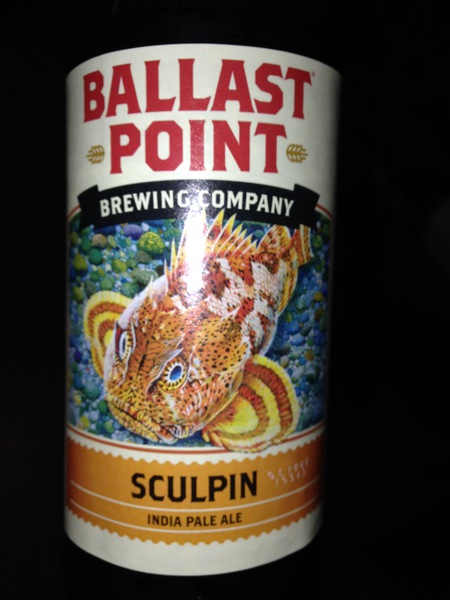 BALLAST
POINT
BREWING COMPANY
SCULPIN
INDIA PALE ALE